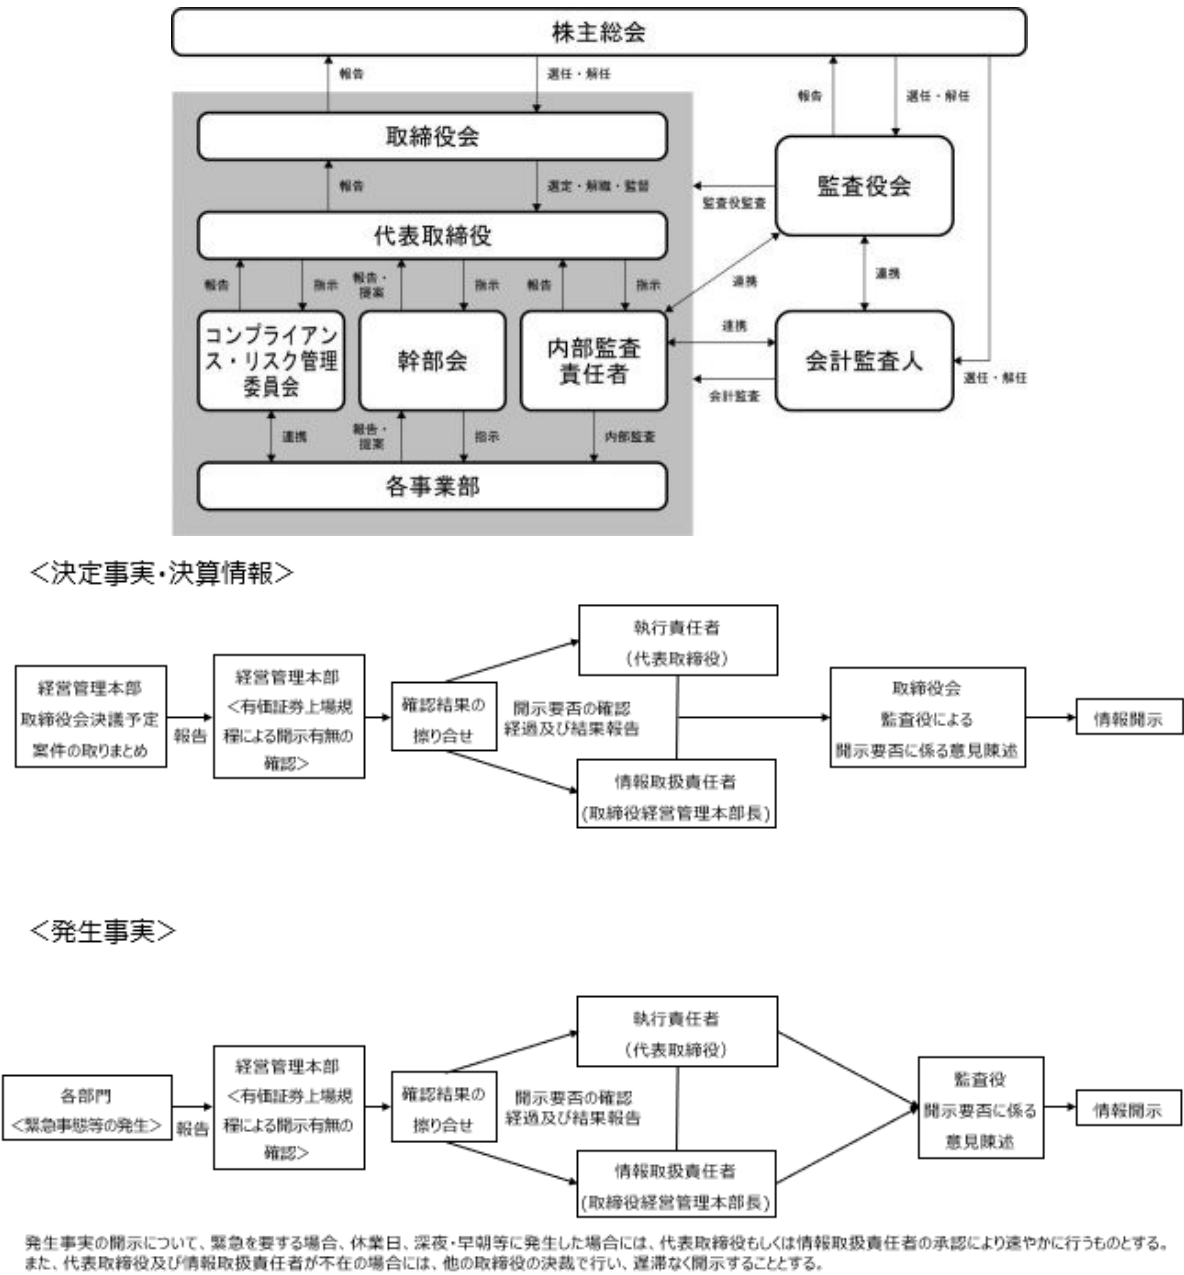 株主総会
報告
選任・解任
報告
選任・解任
取締役会
監査役会
報告
選定・解職・監督
監査役監査
代表取締役
報告
指示
報告・
提案
指示
報告
指示
連携
連携
コンプライアン
ス・リスク管理
委員会
幹部会
内部監査
責任者
連携
会計監査人
選任・解任
会計監査
連携
報告・
提案
指示
内部監査
各事業部
＜決定事実・決算情報＞
経営管理本部
取締役会決議予定
案件の取りまとめ
報告
経営管理本部
＜有価証券上場規
程による開示有無の
確認＞
確認結果の
擦り合せ
執行責任者
（代表取締役）
開示要否の確認
経過及び結果報告
情報取扱責任者
(取締役経営管理本部長)
取締役会
監査役による
開示要否に係る意見陳述
情報開示
＜発生事実＞
各部門
＜緊急事態等の発生＞
報告
経営管理本部
＜有価証券上場規
程による開示有無の
確認＞
確認結果の
擦り合せ
執行責任者
（代表取締役）
開示要否の確認
経過及び結果報告
情報取扱責任者
(取締役経営管理本部長)
監査役
開示要否に係る
意見陳述
情報開示
発生事実の開示について、緊急を要する場合、休業日、深夜・早朝等に発生した場合には、代表取締役もしくは情報取扱責任者の承認により速やかに行うものとする。
また、代表取締役及び情報取扱責任者が不在の場合には、他の取締役の決裁で行い、遅滞なく開示することとする。